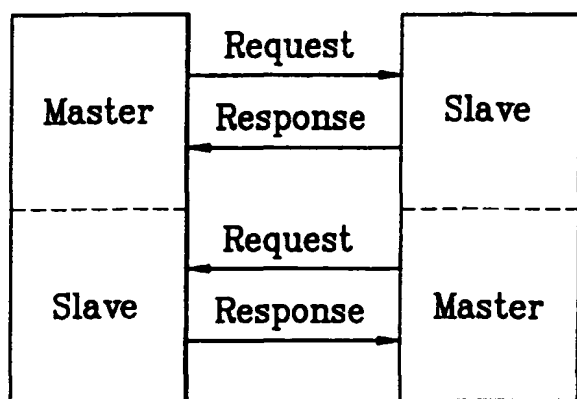 Request
Master
Slave
Response
Request
Slave
Master
Response